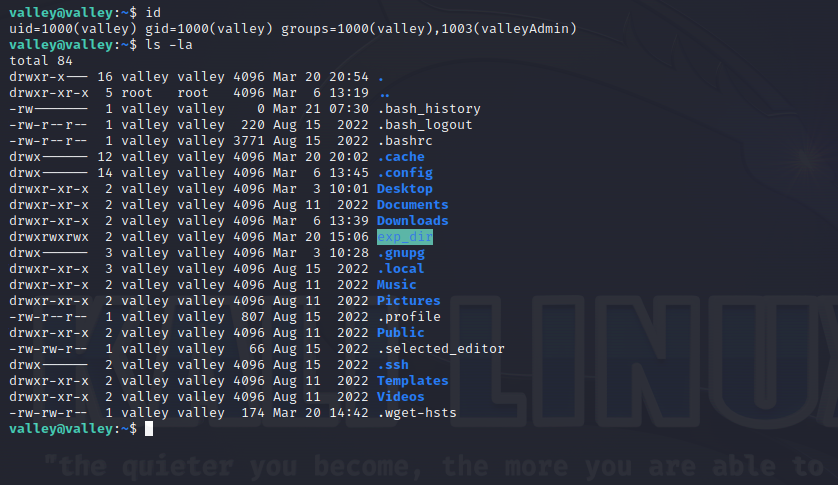 valley@valley:~$ id
uid=1000(valley) gid=1000(valley) groups=1000(valley),1003(valleyAdmin)
valley@valley:~$ ls -la
total 84
drwxr-x--- 16 valley valley 4096 Mar 20 20:54 .
drwxr-xr-x  5 root   root   4096 Mar  6 13:19 ..
-rw-------  1 valley valley    0 Mar 21 07:30 .bash_history
-rw-r--r--  1 valley valley  220 Aug 15  2022 .bash_logout
-rw-r--r--  1 valley valley 3771 Aug 15  2022 .bashrc
drwx------ 12 valley valley 4096 Mar 20 20:02 .cache
drwx------ 14 valley valley 4096 Mar  6 13:45 .config
drwxr-xr-x  2 valley valley 4096 Mar  3 10:01 Desktop
drwxr-xr-x  2 valley valley 4096 Aug 11  2022 Documents
drwxr-xr-x  2 valley valley 4096 Mar  6 13:39 Downloads
drwxrwxrwx  2 valley valley 4096 Mar 20 15:06 exp_dir
drwx------  3 valley valley 4096 Mar  3 10:28 .gnupg
drwxr-xr-x  3 valley valley 4096 Aug 15  2022 .local
drwxr-xr-x  2 valley valley 4096 Aug 11  2022 Music
drwxr-xr-x  2 valley valley 4096 Aug 11  2022 Pictures
-rw-r--r--  1 valley valley  807 Aug 15  2022 .profile
drwxr-xr-x  2 valley valley 4096 Aug 11  2022 Public
-rw-rw-r--  1 valley valley   66 Aug 15  2022 .selected_editor
drwx------  2 valley valley 4096 Aug 15  2022 .ssh
drwxr-xr-x  2 valley valley 4096 Aug 11  2022 Templates
drwxr-xr-x  2 valley valley 4096 Aug 11  2022 Videos
-rw-rw-r--  1 valley valley  174 Mar 20 14:42 .wget-hsts
valley@valley:~$
KALI LINUX
"the quieter you become, the more you are able to